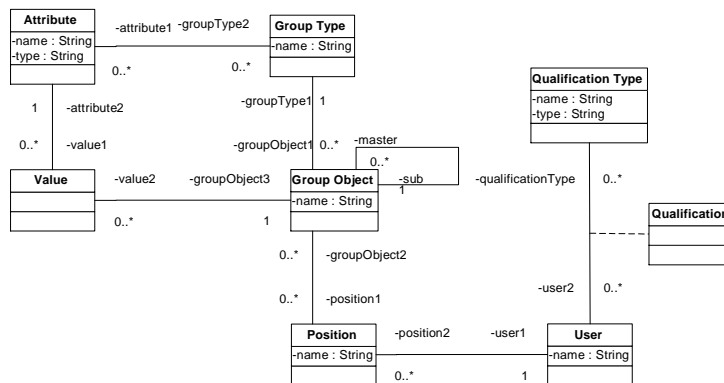 Attribute
-name : String
-type : String
-attribute1
-groupType2
0..*
0..*
Group Type
-name : String
1
-attribute2
0..*
-value1
-groupType1
1
-groupObject1
0..*
Qualification Type
-name : String
-type : String
-master
0..*
-sub
1
Value
-value2
-groupObject3
0..*
1
Group Object
-name : String
-qualificationType
0..*
Qualification
0..*
-groupObject2
0..*
-position1
-user2
0..*
Position
-name : String
-position2
-user1
0..*
1
User
-name : String